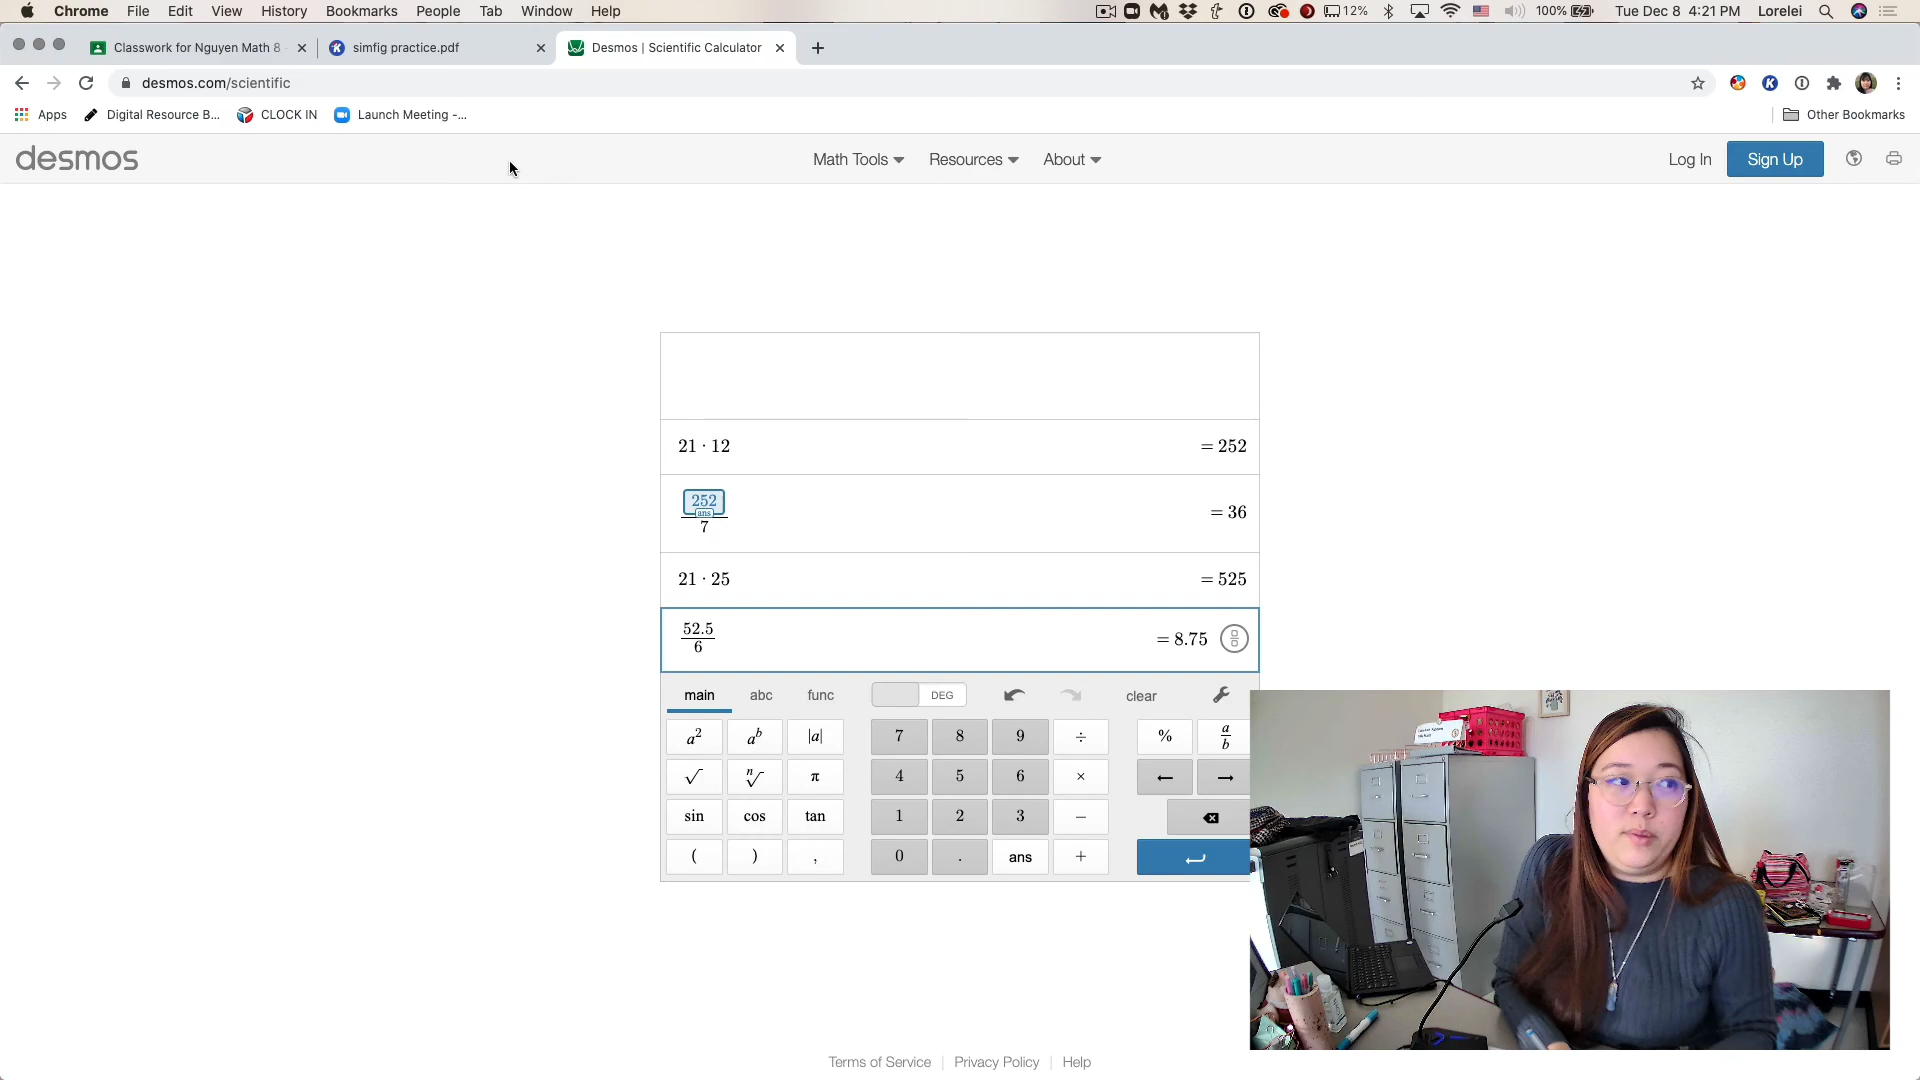 Chrome File Edit View History Bookmarks People Tab Window Help 12% 100% Tue Dec 8 4:21 PM Lorelei
Classwork for Nguyen Math 8 simfig practice.pdf Desmos | Scientific Calculator
desmos.com/scientific
Apps Digital Resource B... CLOCK IN Launch Meeting -... Other Bookmarks
desmos Math Tools Resources About Log In Sign Up
21 · 12 = 252
252
ans
7
= 36
21 · 25 = 525
52.5
6
= 8.75
main abc func DEG clear
a² aᵇ |a| 7 8 9 ÷ % a/b
√ ⁿ√ π 4 5 6 × ← →
sin cos tan 1 2 3 −
( ) , 0 . ans +
Terms of Service | Privacy Policy | Help